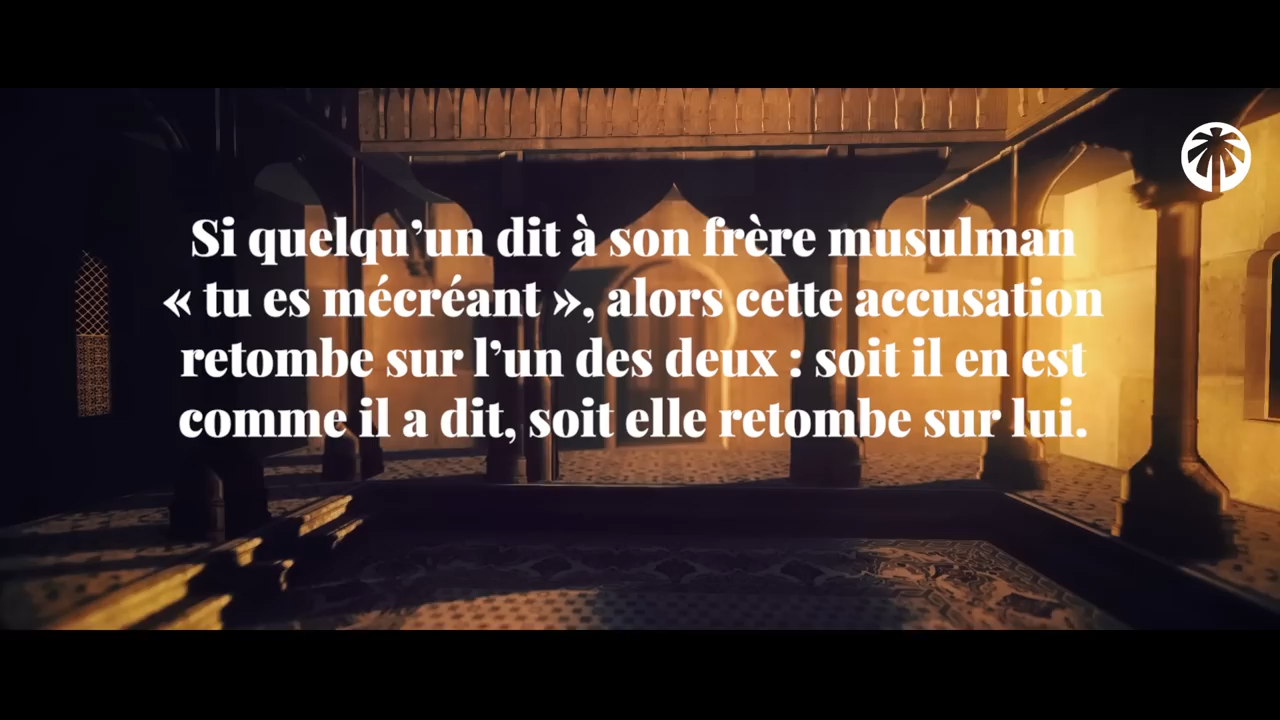 Si quelqu’un dit à son frère musulman
« tu es mécréant », alors cette accusation
retombe sur l’un des deux : soit il en est
comme il a dit, soit elle retombe sur lui.